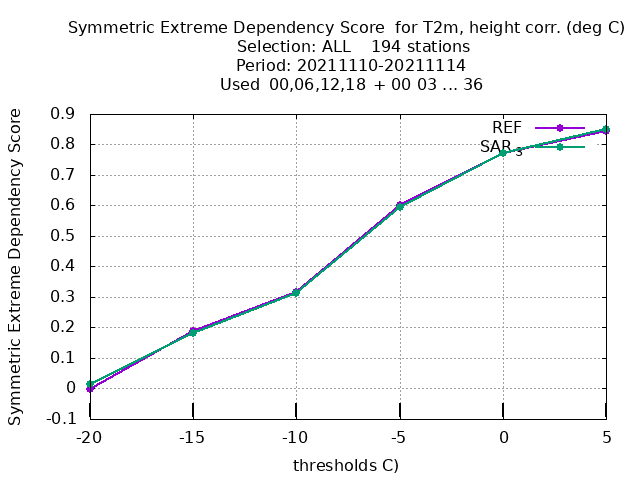 Symmetric Extreme Dependency Score for T2m, height corr. (deg C)
Selection: ALL 194 stations
Period: 20211110-20211114
Used 00,06,12,18 + 00 03 ... 36
Symmetric Extreme Dependency Score
0.9
0.8
0.7
0.6
0.5
0.4
0.3
0.2
0.1
0
-0.1
REF
SAR 3
-20
-15
-10
-5
0
5
thresholds C)